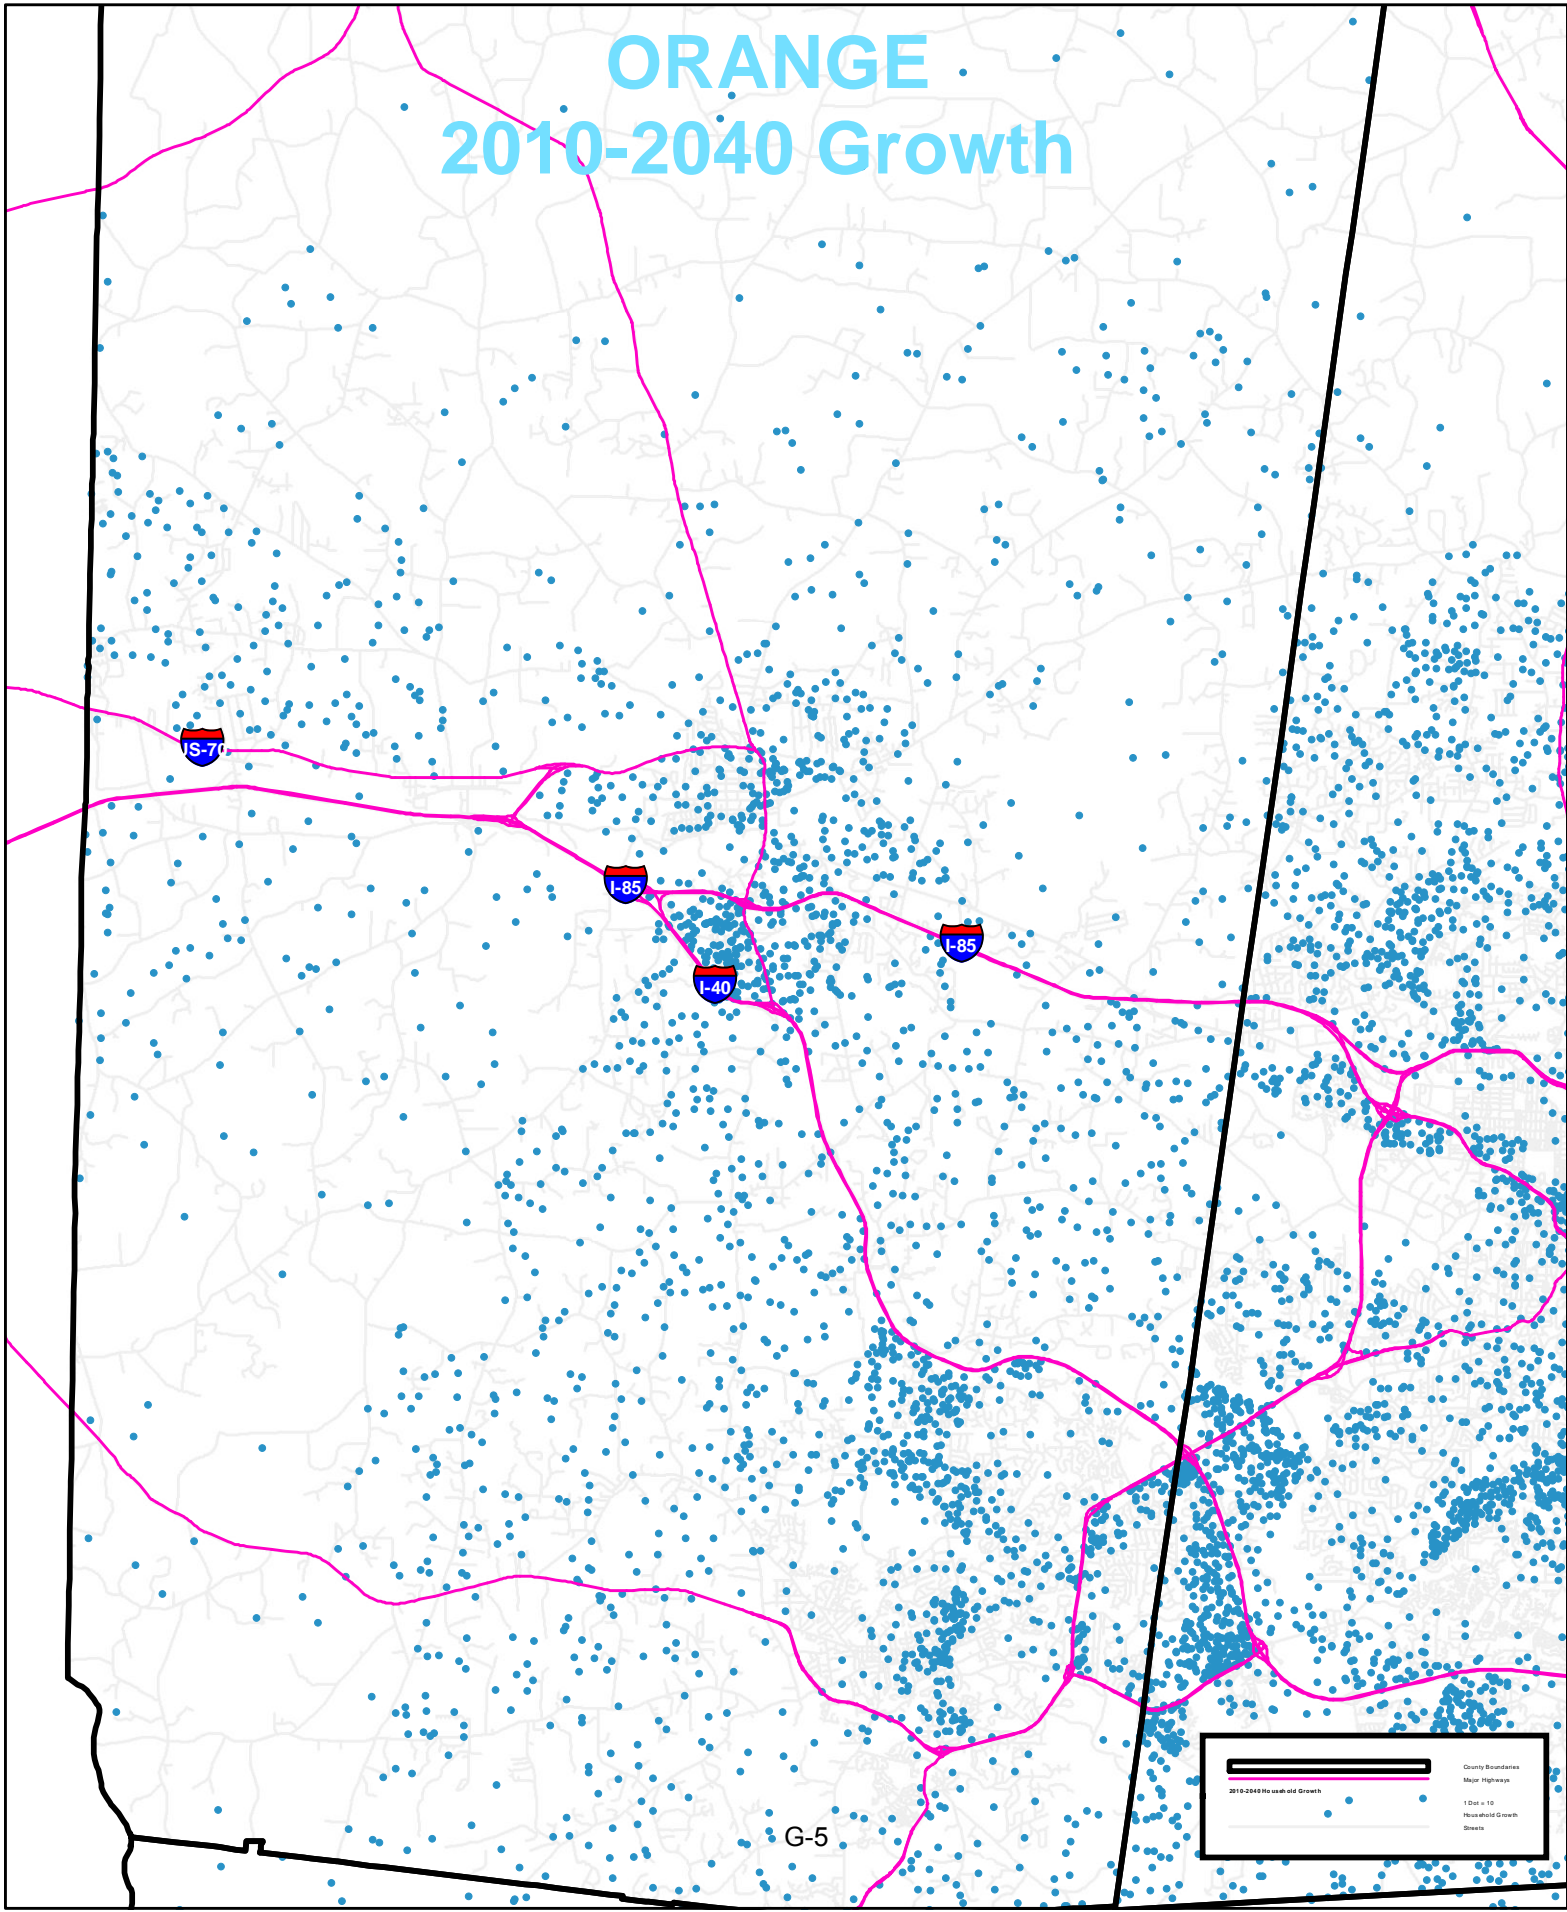 ORANGE
2010-2040 Growth
US-70
I-85
I-85
I-40
County Boundaries
Major Highways
2010-2040 Household Growth
1 Dot = 10
Household Growth
Streets
G-5